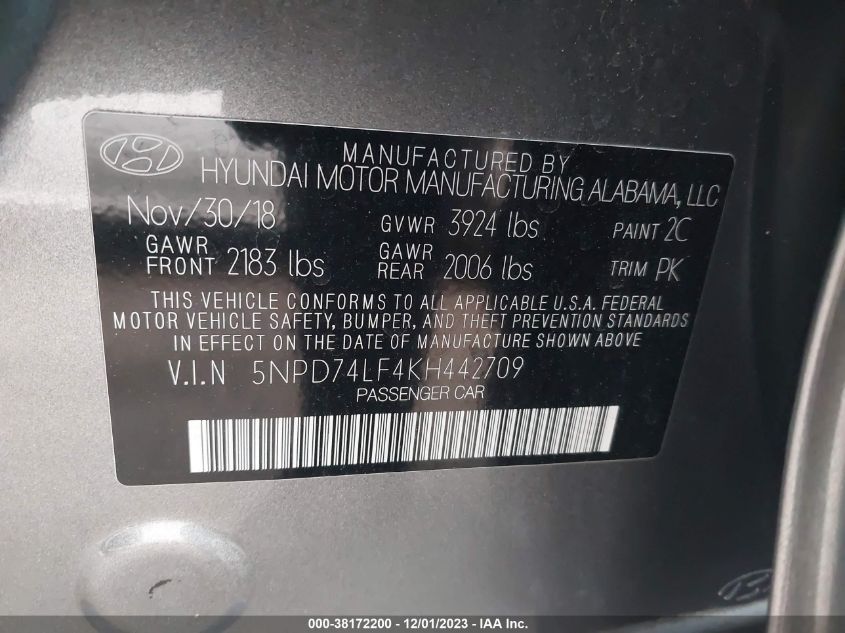 MANUFACTURED BY
HYUNDAI MOTOR MANUFACTURING ALABAMA, LLC
Nov/30/18 GVWR 3924 lbs PAINT 2C
GAWR FRONT 2183 lbs GAWR REAR 2006 lbs TRIM PK
THIS VEHICLE CONFORMS TO ALL APPLICABLE U.S.A. FEDERAL
MOTOR VEHICLE SAFETY, BUMPER, AND THEFT PREVENTION STANDARDS
IN EFFECT ON THE DATE OF MANUFACTURE SHOWN ABOVE
V.I.N 5NPD74LF4KH442709
PASSENGER CAR
000-38172200 - 12/01/2023 - IAA Inc.